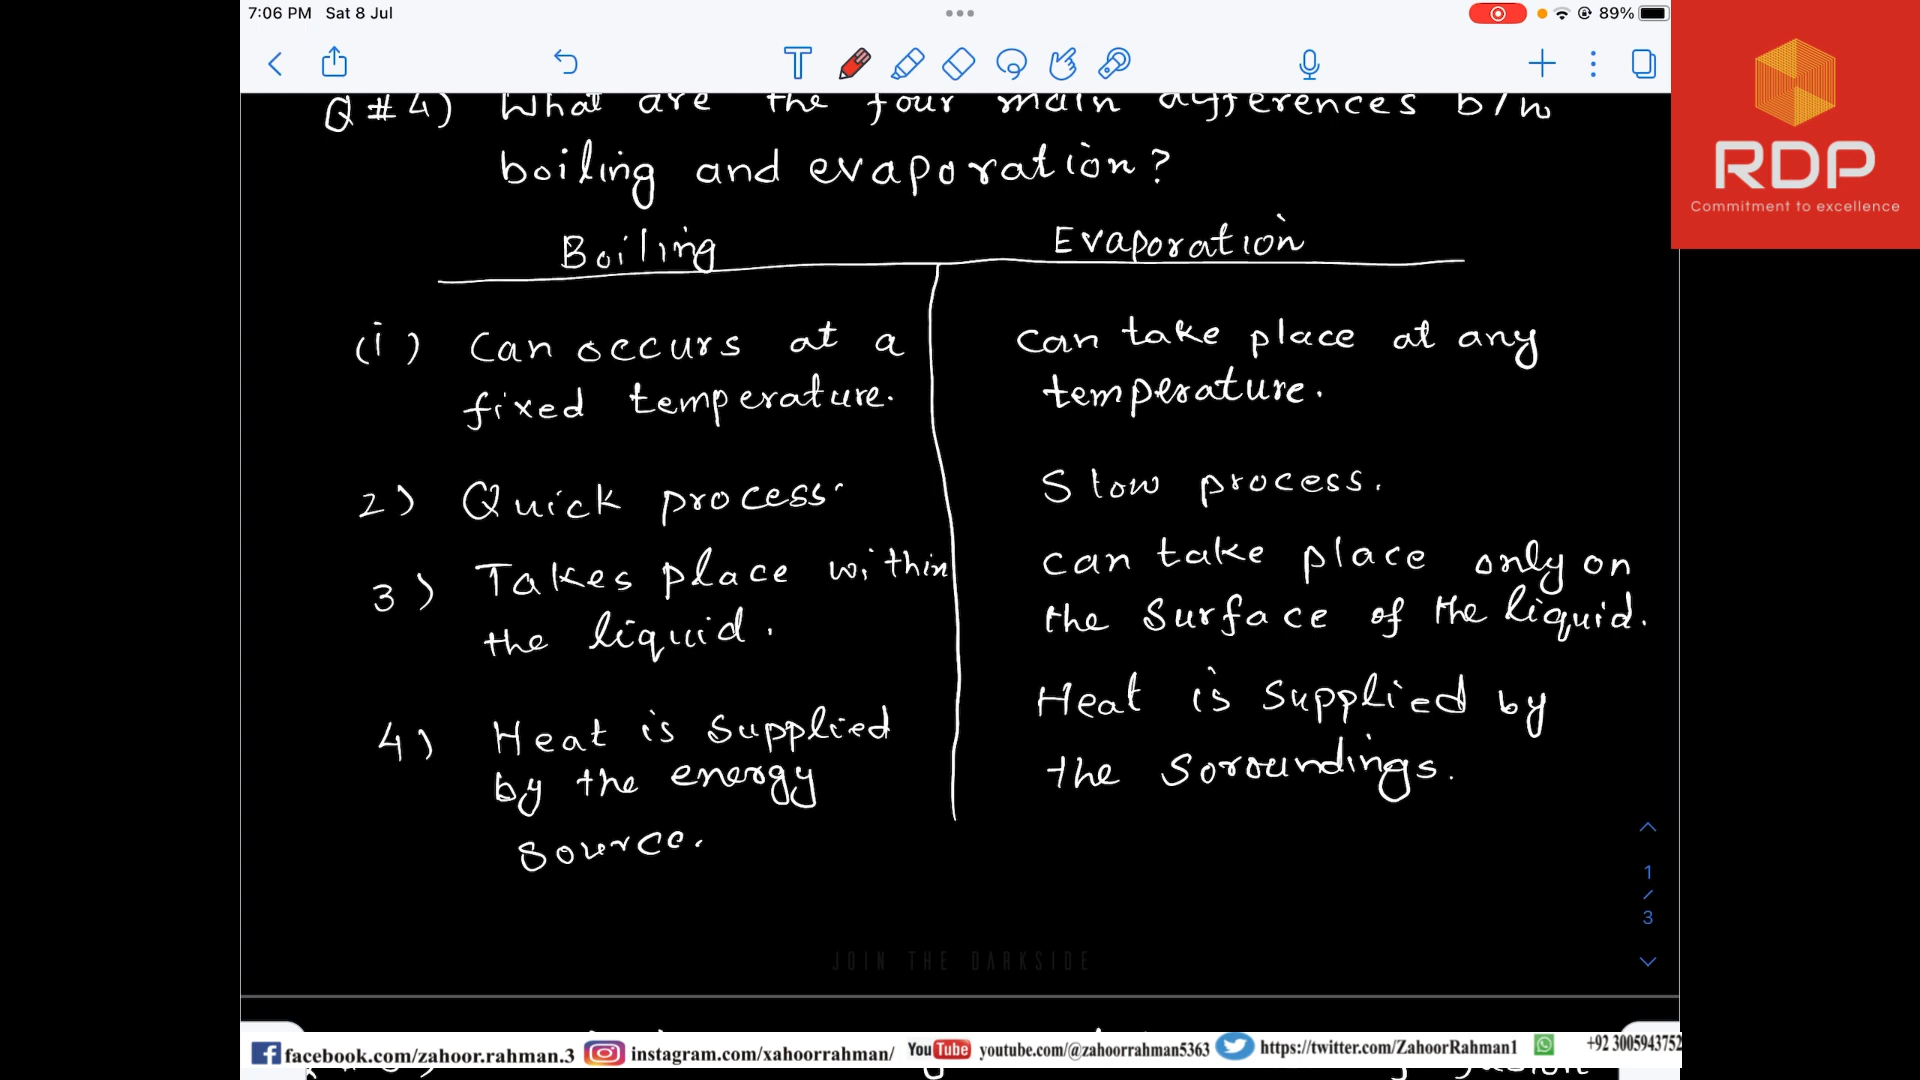 7:06 PM Sat 8 Jul
89%
RDP
Commitment to excellence
Q#4) What are the four main differences b/w
boiling and evaporation?
Boiling Evaporation
(i) Can occurs at a
fixed temperature.
can take place at any
temperature.
2) Quick process.
Slow process.
3) Takes place within
the liquid.
can take place only on
the surface of the liquid.
4) Heat is supplied
by the energy
source.
Heat is supplied by
the soroundings.
1
/
3
JOIN THE DARKSIDE
facebook.com/zahoor.rahman.3 instagram.com/xahoorrahman/ YouTube youtube.com/@zahoorrahman5363 https://twitter.com/ZahoorRahman1 +92 3005943752